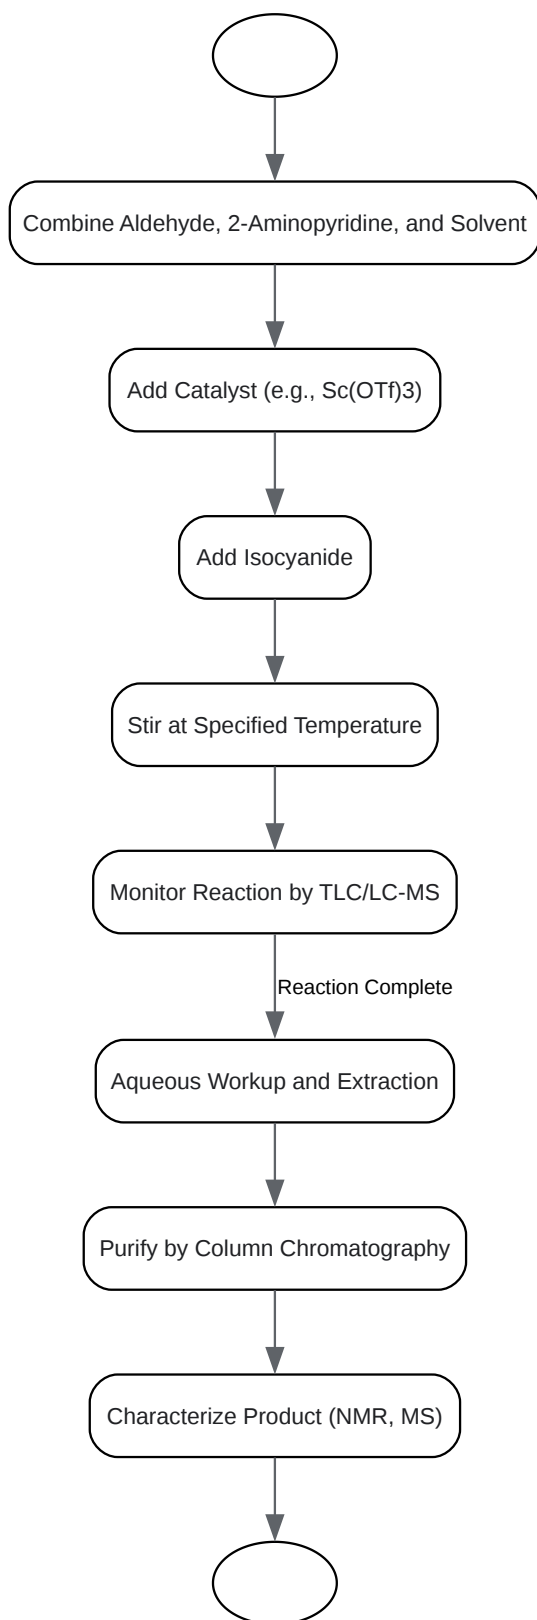 Combine Aldehyde, 2-Aminopyridine, and Solvent
Add Catalyst (e.g., Sc(OTf)3)
Add Isocyanide
Stir at Specified Temperature
Monitor Reaction by TLC/LC-MS
Reaction Complete
Aqueous Workup and Extraction
Purify by Column Chromatography
Characterize Product (NMR, MS)